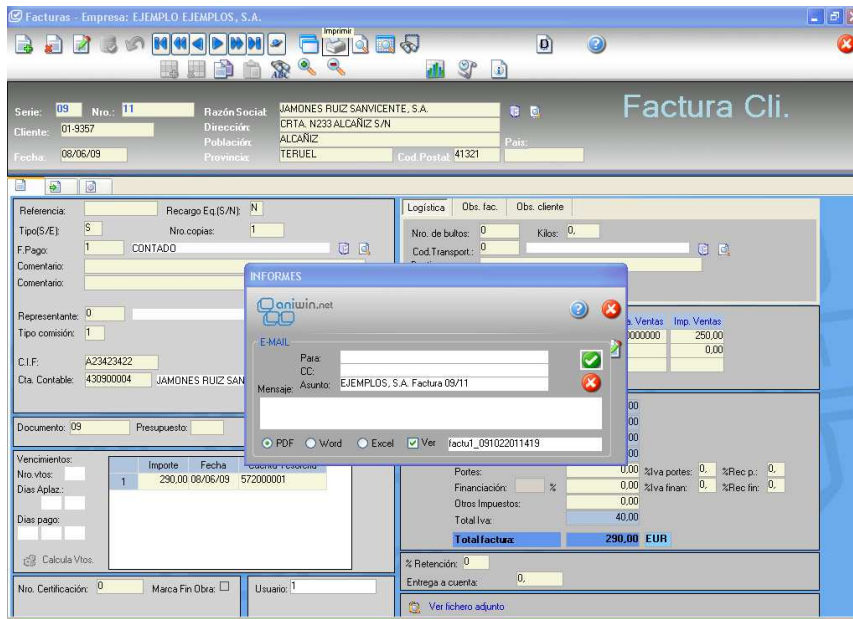 Facturas - Empresa: EJEMPLO EJEMPLOS, S.A.
Imprimir
D
Serie: 09 Nro.: 11
Cliente: 01-9357
Fecha: 08/06/09
Razón Social: JAMONES RUIZ SANVICENTE, S.A.
Dirección: CRTA. N233 ALCAÑIZ S/N
Población: ALCAÑIZ
Provincia: TERUEL
Cod.Postal: 41321
Paix:
Factura Cli.
Referencia: Recargo Eq.(S/N): N
Tipo(S/E): S Nro.copias: 1
F.Pago: 1 CONTADO
Comentario:
Comentario:
Representante: 0
Tipo comisión: 1
C.I.F: A23423422
Cta. Contable: 430900004 JAMONES RUIZ SAN
Documento: 09 Presupuesto:
Logística Obs. fac. Obs. cliente
Nro. de bultos: 0 Kilos: 0,
Cod.Transport.: 0
INFORMES
aniwin.net
E-MAIL
Para:
CC:
Mensaje: Asunto: EJEMPLOS, S.A. Factura 09/11
PDF Word Excel Ver factu1_091022011419
a. Ventas Imp. Ventas
0000000 250,00
0,00
Vencimientos:
Nro.vtos:
Dias Aplaz.:
Dias pago:
Calcula Vtos.
Importe Fecha
1 290,00 08/06/09 572000001
Portes: 0,00 %Iva portes: 0, %Rec p.: 0,
Financiación: % 0,00 %Iva finan: 0, %Rec fin: 0,
Otros Impuestos: 0,00
Total Iva: 40,00
Total factura: 290,00 EUR
% Retención: 0
Entrega a cuenta: 0,
Nro. Certificación: 0 Marca Fin Obra: Usuario: 1
Ver fichero adjunto